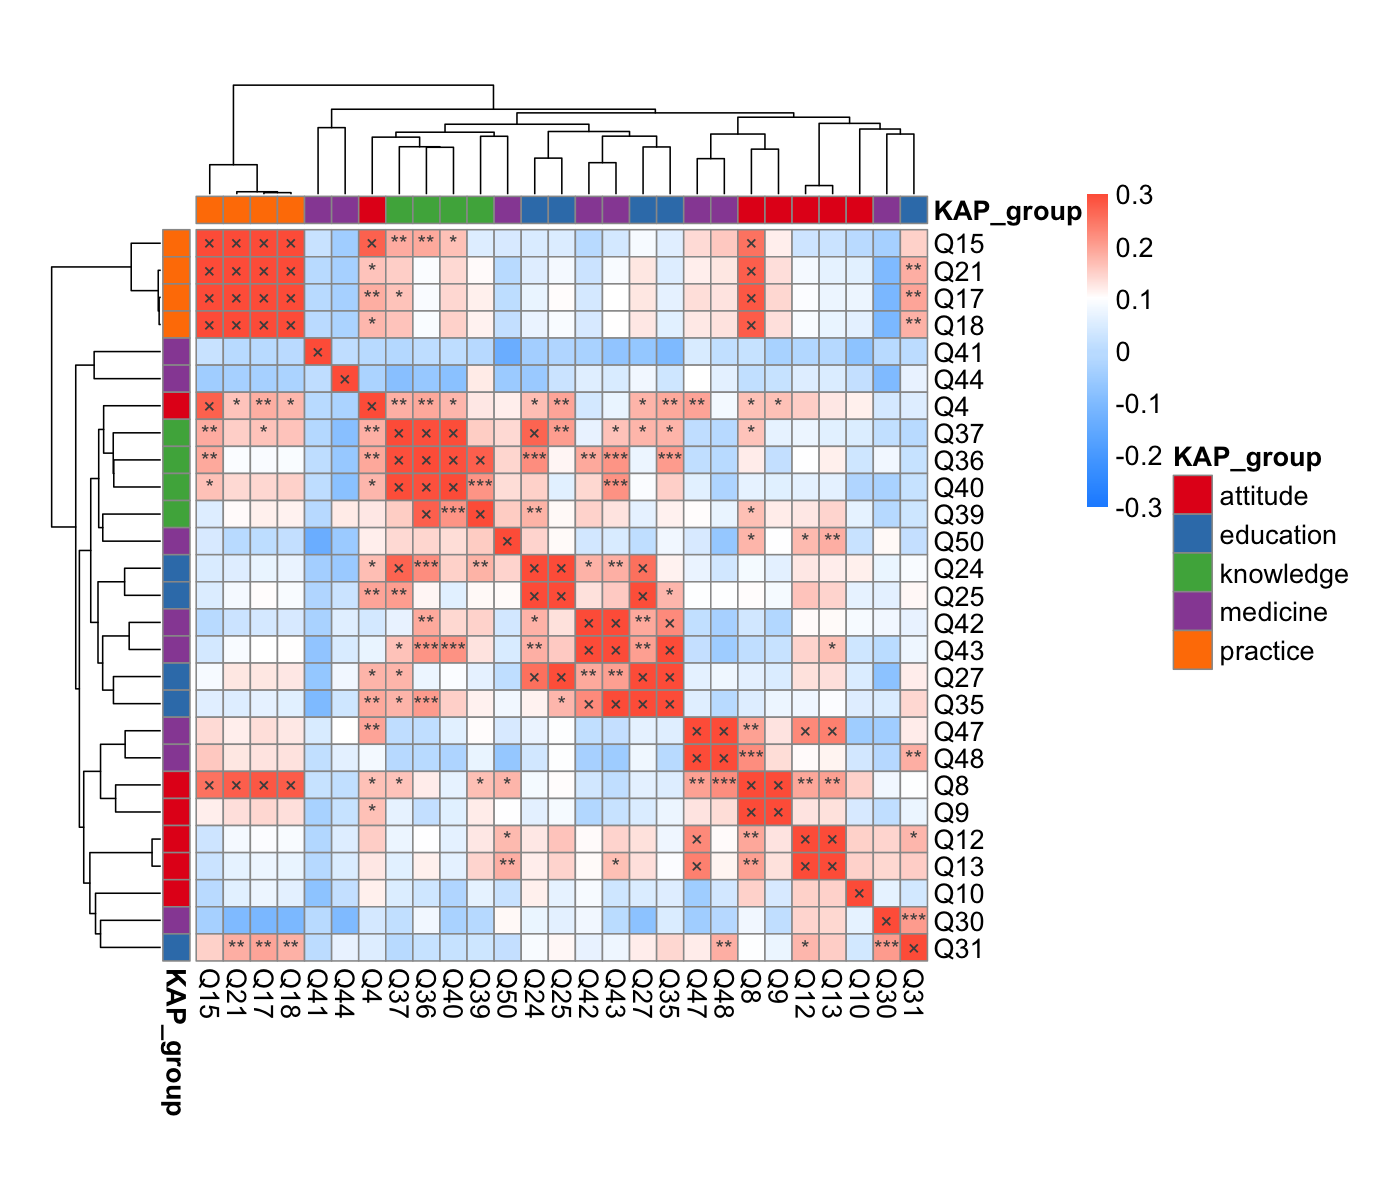 KAP_group
0.3
0.2
0.1
0
-0.1
-0.2
-0.3
× × × × × ** ** * × Q15
× × × × * × ** Q21
× × × × ** * × ** Q17
× × × × * × ** Q18
× Q41
× Q44
× * ** * × ** ** * * ** * ** ** * * Q4
** * ** × × × × ** * * * * Q37
** ** × × × × *** ** *** *** Q36
* * × × × *** *** Q40
× *** × ** * Q39
× * * ** Q50
* × *** ** × × * ** × Q24
** ** × × × * Q25
** * × × ** × Q42
* *** *** ** × × ** × * Q43
* * × × ** ** × × Q27
** * *** * × × × × Q35
** × × ** × × Q47
× × *** ** Q48
× × × × * * * * ** *** × × ** ** Q8
* × × Q9
* × ** × × * Q12
** * × ** × × Q13
× Q10
× *** Q30
** ** ** ** * *** × Q31
KAP_group
attitude
education
knowledge
medicine
practice
KAP_group
Q15
Q21
Q17
Q18
Q41
Q44
Q4
Q37
Q36
Q40
Q39
Q50
Q24
Q25
Q42
Q43
Q27
Q35
Q47
Q48
Q8
Q9
Q12
Q13
Q10
Q30
Q31